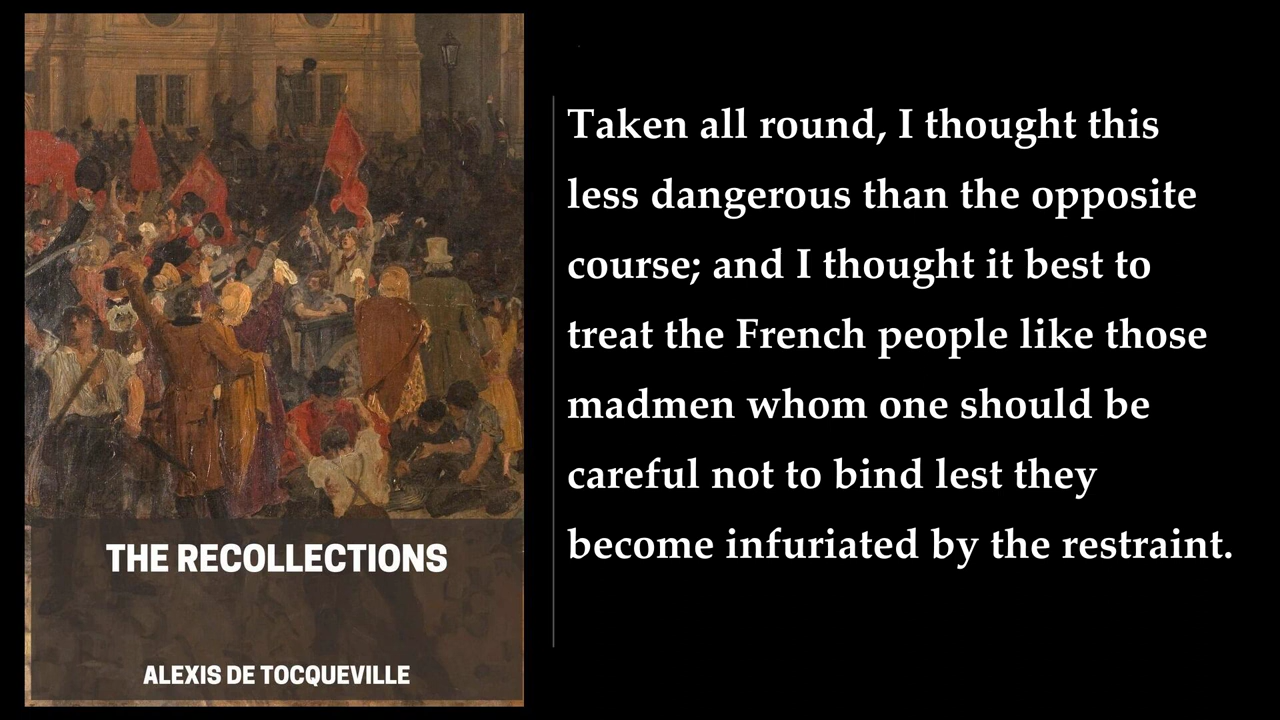 THE RECOLLECTIONS
ALEXIS DE TOCQUEVILLE
Taken all round, I thought this
less dangerous than the opposite
course; and I thought it best to
treat the French people like those
madmen whom one should be
careful not to bind lest they
become infuriated by the restraint.